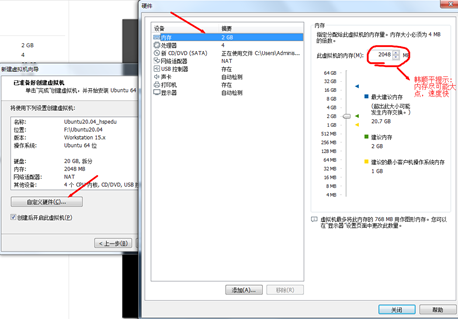 2 GB
4
新建虚拟机向导
已准备好创建虚拟机
单击"完成"创建虚拟机。并开始安装 Ubuntu 64
将使用下列设置创建虚拟机:
名称: Ubuntu20.04_hspedu
位置: F:\Ubuntu20.04
版本: Workstation 15.x
操作系统: Ubuntu 64 位
硬盘: 20 GB, 拆分
内存: 2048 MB
网络适配器: NAT
其他设备: 4 个 CPU 内核, CD/DVD, USB
自定义硬件(C)...
创建后开启此虚拟机(P)
< 上一步(B)
硬件
设备 摘要
内存 2 GB
处理器 4
新 CD/DVD (SATA) 正在使用文件 C:\Users\Admina...
网络适配器 NAT
USB 控制器 存在
声卡 自动检测
打印机 存在
显示器 自动检测
添加(A)... 移除(R)
内存
指定分配给此虚拟机的内存量。内存大小必须为 4 MB
的倍数。
此虚拟机的内存(M): 2048 MB
韩顺平提示:
内存尽可能大
点，速度快
64 GB
32 GB
16 GB
8 GB
4 GB
2 GB
1 GB
512 MB
256 MB
128 MB
64 MB
32 MB
16 MB
8 MB
4 MB
最大建议内存
(超出此大小可能
发生内存交换。)
20.7 GB
建议内存
2 GB
建议的最小客户机操作系统内存
1 GB
虚拟机最多将此内存的 768 MB 用作图形内存。您可以
在"显示器"设置页面中更改此数量。
关闭 帮助